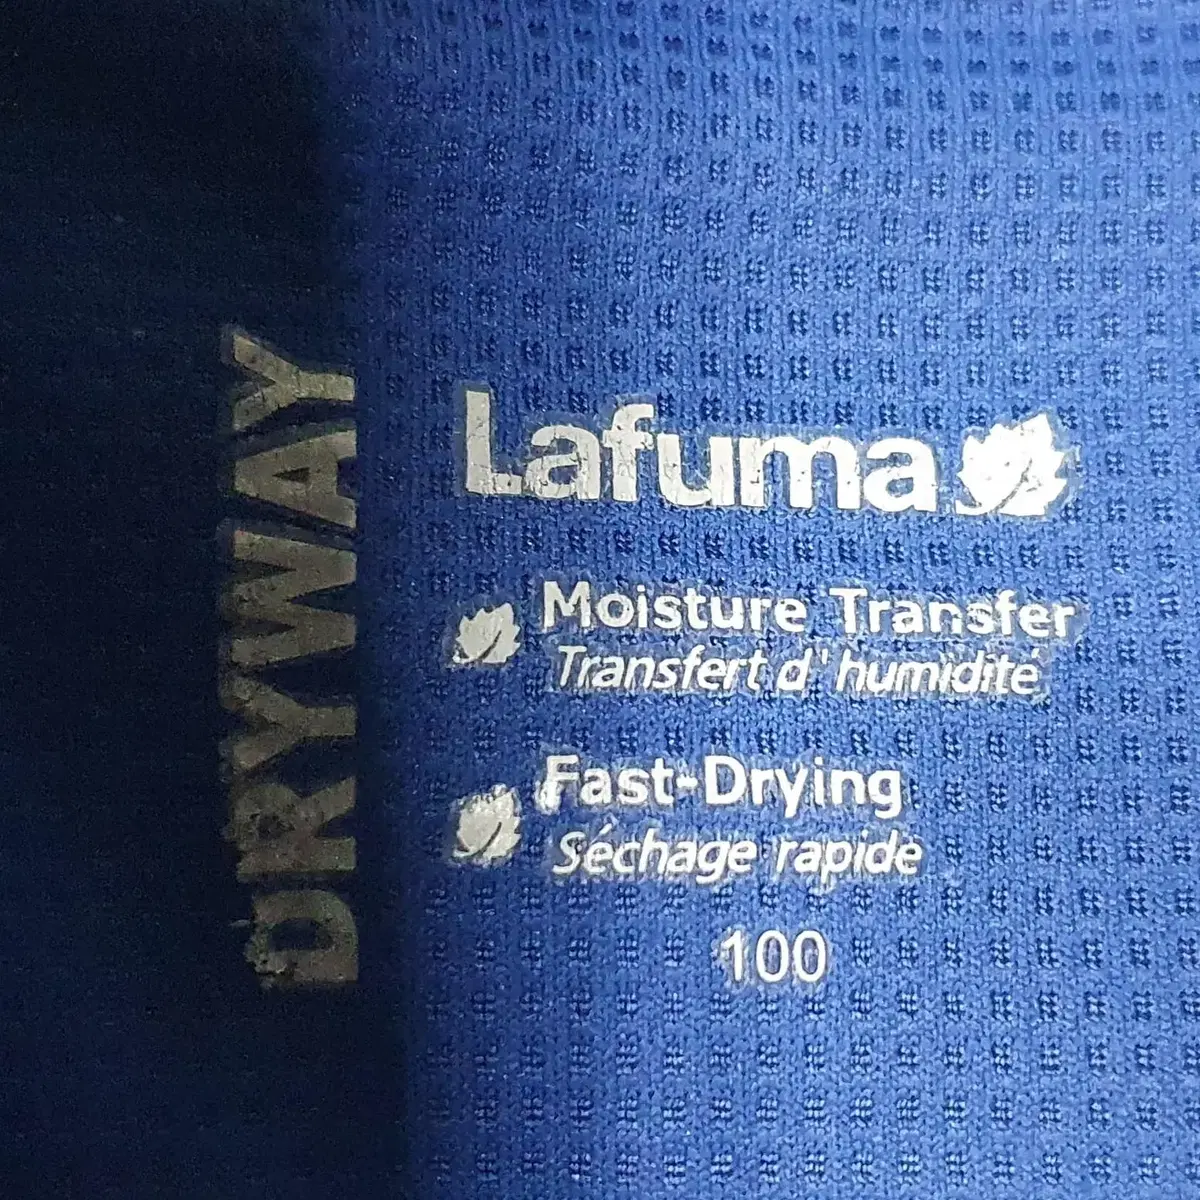 DRYWAY
Lafuma
Moisture Transfer
Transfert d'humidité
Fast-Drying
Séchage rapide
100